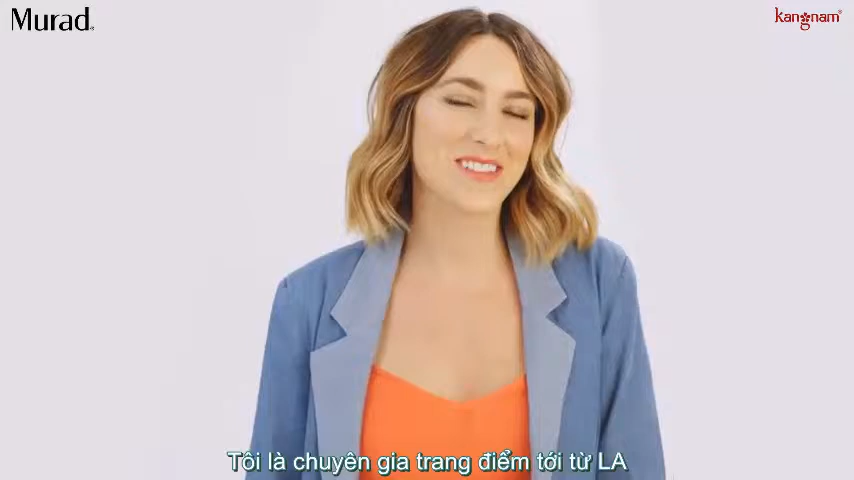 Murad.
kangnam
Tôi là chuyên gia trang điểm tới từ LA